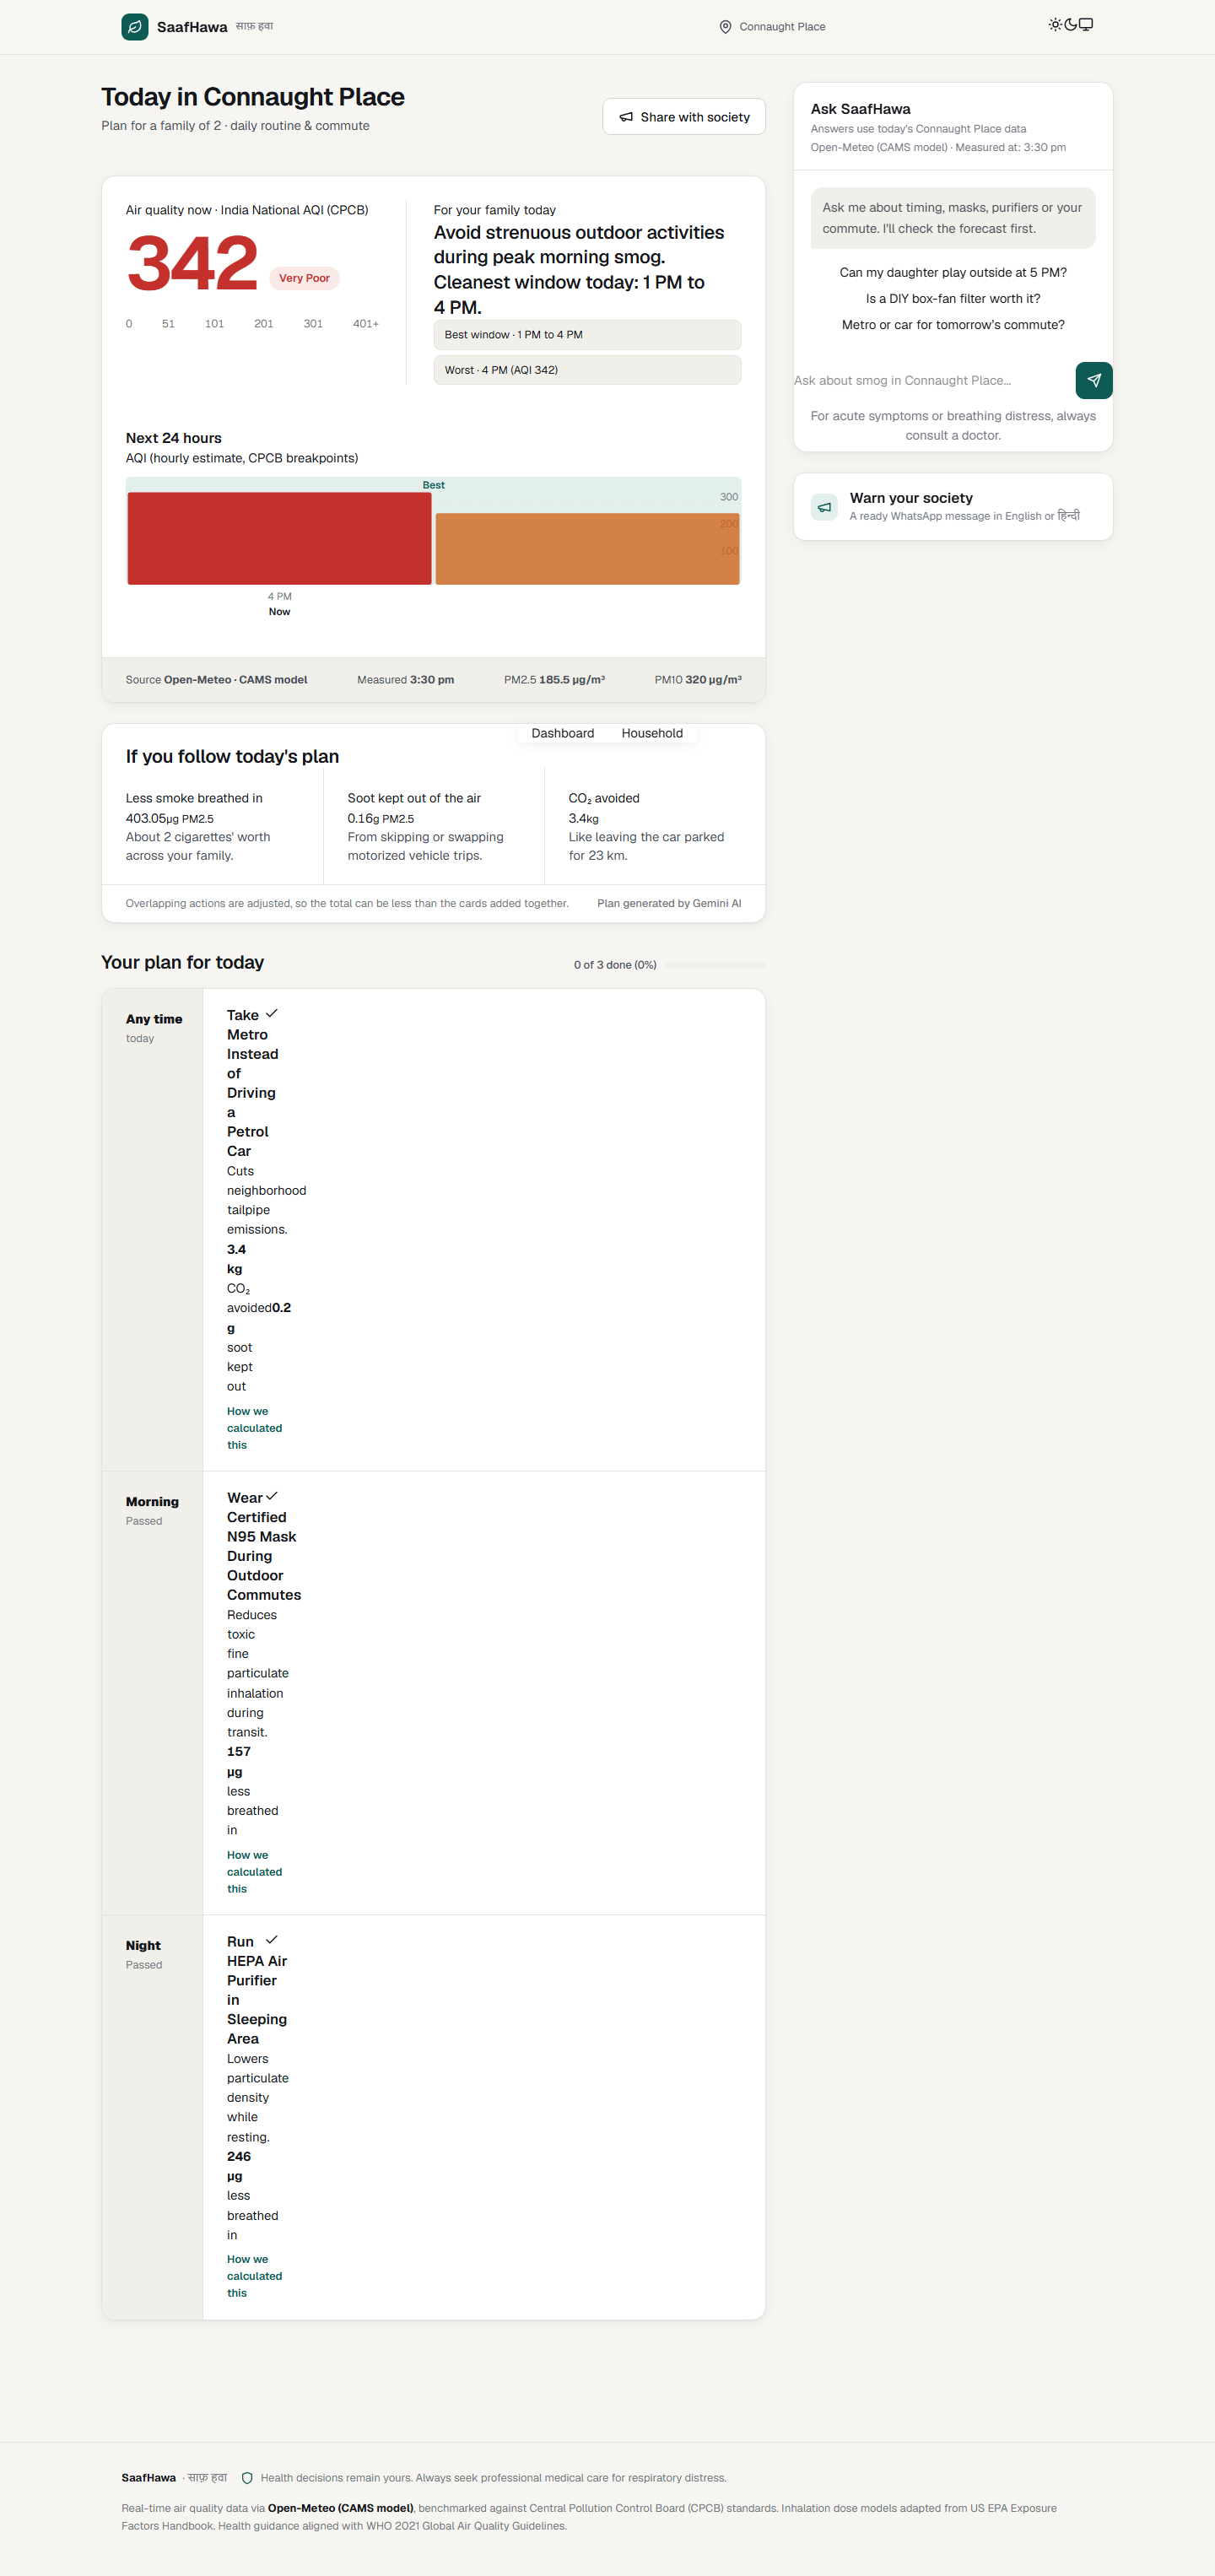 SaafHawa साफ़ हवा
Connaught Place
Today in Connaught Place
Plan for a family of 2 · daily routine & commute
Share with society
Air quality now · India National AQI (CPCB)
342
Very Poor
0 51 101 201 301 401+
For your family today
Avoid strenuous outdoor activities
during peak morning smog.
Cleanest window today: 1 PM to
4 PM.
Best window · 1 PM to 4 PM
Worst · 4 PM (AQI 342)
Next 24 hours
AQI (hourly estimate, CPCB breakpoints)
Best
300
200
100
4 PM
Now
Source Open-Meteo · CAMS model
Measured 3:30 pm
PM2.5 185.5 µg/m³
PM10 320 µg/m³
Dashboard
Household
If you follow today's plan
Less smoke breathed in
403.05µg PM2.5
About 2 cigarettes' worth
across your family.
Soot kept out of the air
0.16g PM2.5
From skipping or swapping
motorized vehicle trips.
CO₂ avoided
3.4kg
Like leaving the car parked
for 23 km.
Overlapping actions are adjusted, so the total can be less than the cards added together.
Plan generated by Gemini AI
Your plan for today
0 of 3 done (0%)
Any time
today
Take
Metro
Instead
of
Driving
a
Petrol
Car
Cuts
neighborhood
tailpipe
emissions.
3.4
kg
CO₂
avoided0.2
g
soot
kept
out
How we
calculated
this
Morning
Passed
Wear
Certified
N95 Mask
During
Outdoor
Commutes
Reduces
toxic
fine
particulate
inhalation
during
transit.
157
µg
less
breathed
in
How we
calculated
this
Night
Passed
Run
HEPA Air
Purifier
in
Sleeping
Area
Lowers
particulate
density
while
resting.
246
µg
less
breathed
in
How we
calculated
this
Ask SaafHawa
Answers use today's Connaught Place data
Open-Meteo (CAMS model) · Measured at: 3:30 pm
Ask me about timing, masks, purifiers or your
commute. I'll check the forecast first.
Can my daughter play outside at 5 PM?
Is a DIY box-fan filter worth it?
Metro or car for tomorrow's commute?
Ask about smog in Connaught Place...
For acute symptoms or breathing distress, always
consult a doctor.
Warn your society
A ready WhatsApp message in English or हिन्दी
SaafHawa · साफ़ हवा
Health decisions remain yours. Always seek professional medical care for respiratory distress.
Real-time air quality data via Open-Meteo (CAMS model), benchmarked against Central Pollution Control Board (CPCB) standards. Inhalation dose models adapted from US EPA Exposure
Factors Handbook. Health guidance aligned with WHO 2021 Global Air Quality Guidelines.